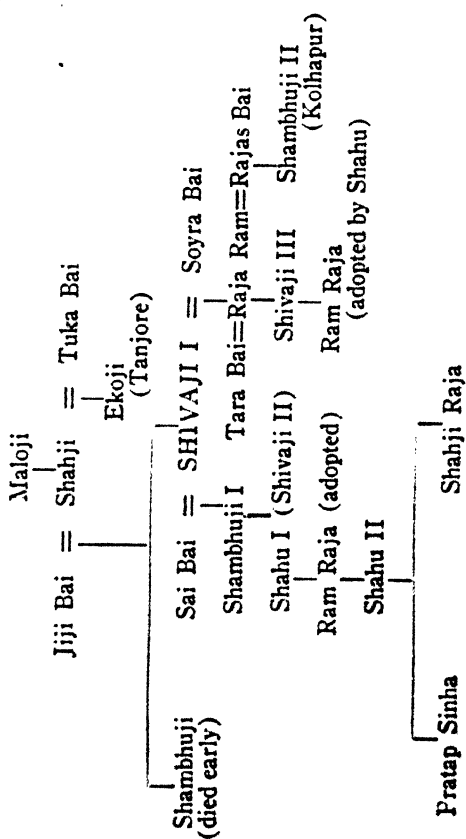 Maloji
Jiji Bai = Shahji = Tuka Bai
Ekoji
(Tanjore)
Shambhuji
(died early)
Sai Bai = SHIVAJI I = Soyra Bai
Shambhuji I Tara Bai=Raja Ram=Rajas Bai
Shahu I (Shivaji II) Shivaji III Shambhuji II
(Kolhapur)
Ram Raja (adopted) Ram Raja
(adopted by Shahu)
Shahu II
Pratap Sinha Shahji Raja